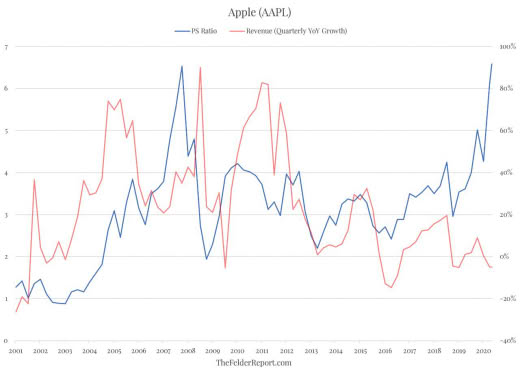 Apple (AAPL)
PS Ratio Revenue (Quarterly YoY Growth)
7 100%
6 80%
5 60%
4 40%
3 20%
2 0%
1 -20%
0 -40%
2001 2002 2003 2004 2005 2006 2007 2008 2009 2010 2011 2012 2013 2014 2015 2016 2017 2018 2019 2020
TheFelderReport.com